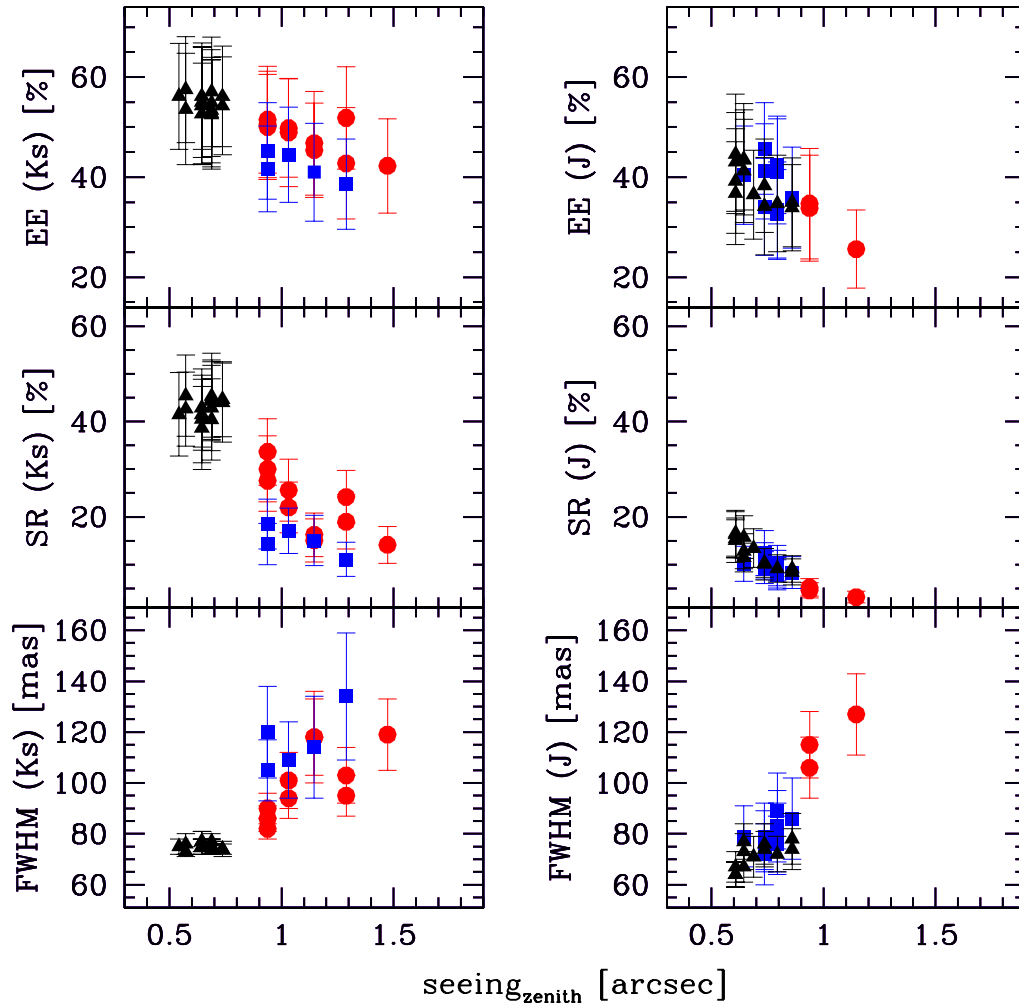 EE (Ks) [%]
60
40
20
EE (J) [%]
60
40
20
SR (Ks) [%]
60
40
20
SR (J) [%]
60
40
20
FWHM (Ks) [mas]
160
140
120
100
80
60
FWHM (J) [mas]
160
140
120
100
80
60
0.5 1 1.5
0.5 1 1.5
seeing_zenith [arcsec]